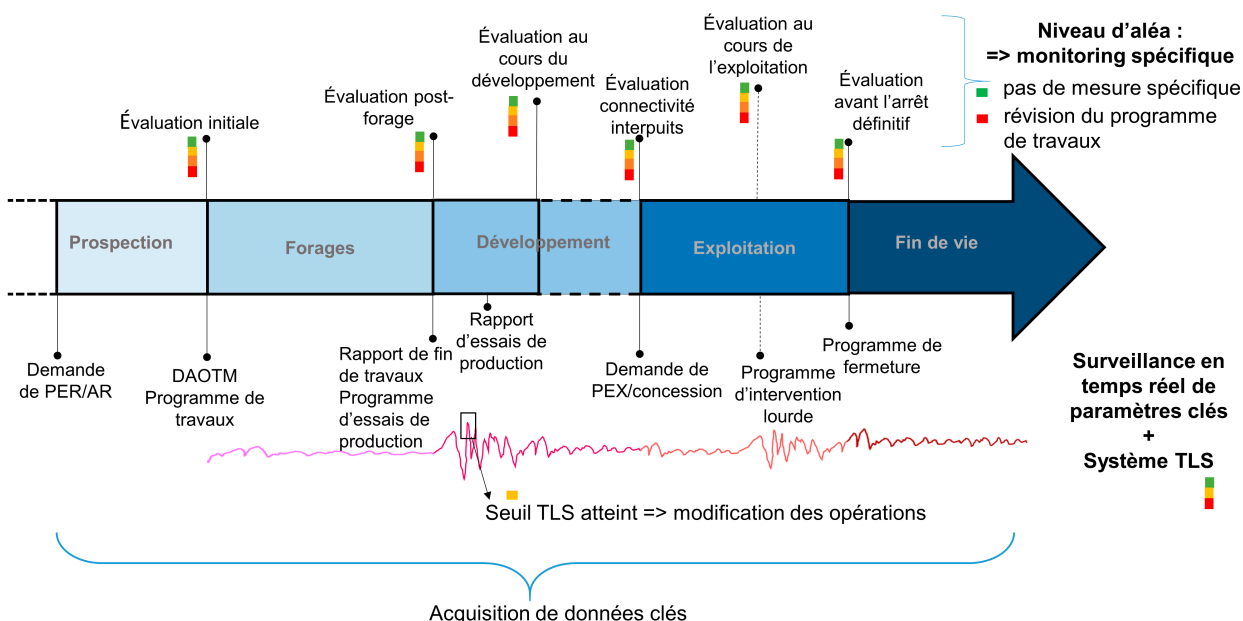 Évaluation initiale
Évaluation post-
forage
Évaluation au
cours du
développement
Évaluation
connectivité
interpuits
Évaluation au
cours de
l’exploitation
Évaluation
avant l’arrêt
définitif
Niveau d’aléa :
=> monitoring spécifique
pas de mesure spécifique
révision du programme
de travaux
Prospection
Forages
Développement
Exploitation
Fin de vie
Demande
de PER/AR
DAOTM
Programme de
travaux
Rapport de fin
de travaux
Programme
d’essais de
production
Rapport
d’essais de
production
Demande de
PEX/concession
Programme
d’intervention
lourde
Programme de
fermeture
Surveillance en
temps réel de
paramètres clés
+
Système TLS
Seuil TLS atteint => modification des opérations
Acquisition de données clés